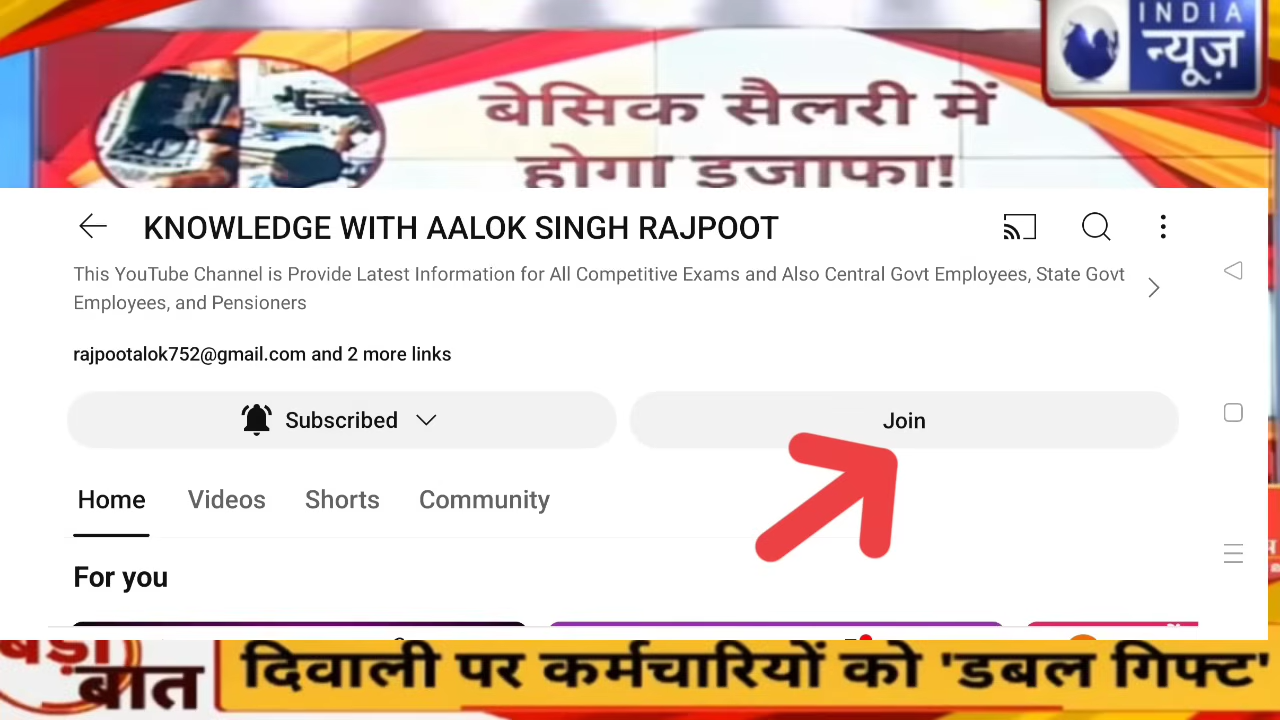 INDIA
न्यूज़
बेसिक सैलरी में
होगा इजाफा!
KNOWLEDGE WITH AALOK SINGH RAJPOOT
This YouTube Channel is Provide Latest Information for All Competitive Exams and Also Central Govt Employees, State Govt
Employees, and Pensioners
rajpootalok752@gmail.com and 2 more links
Subscribed
Join
Home Videos Shorts Community
For you
बड़ी
बात
दिवाली पर कर्मचारियों को 'डबल गिफ्ट'